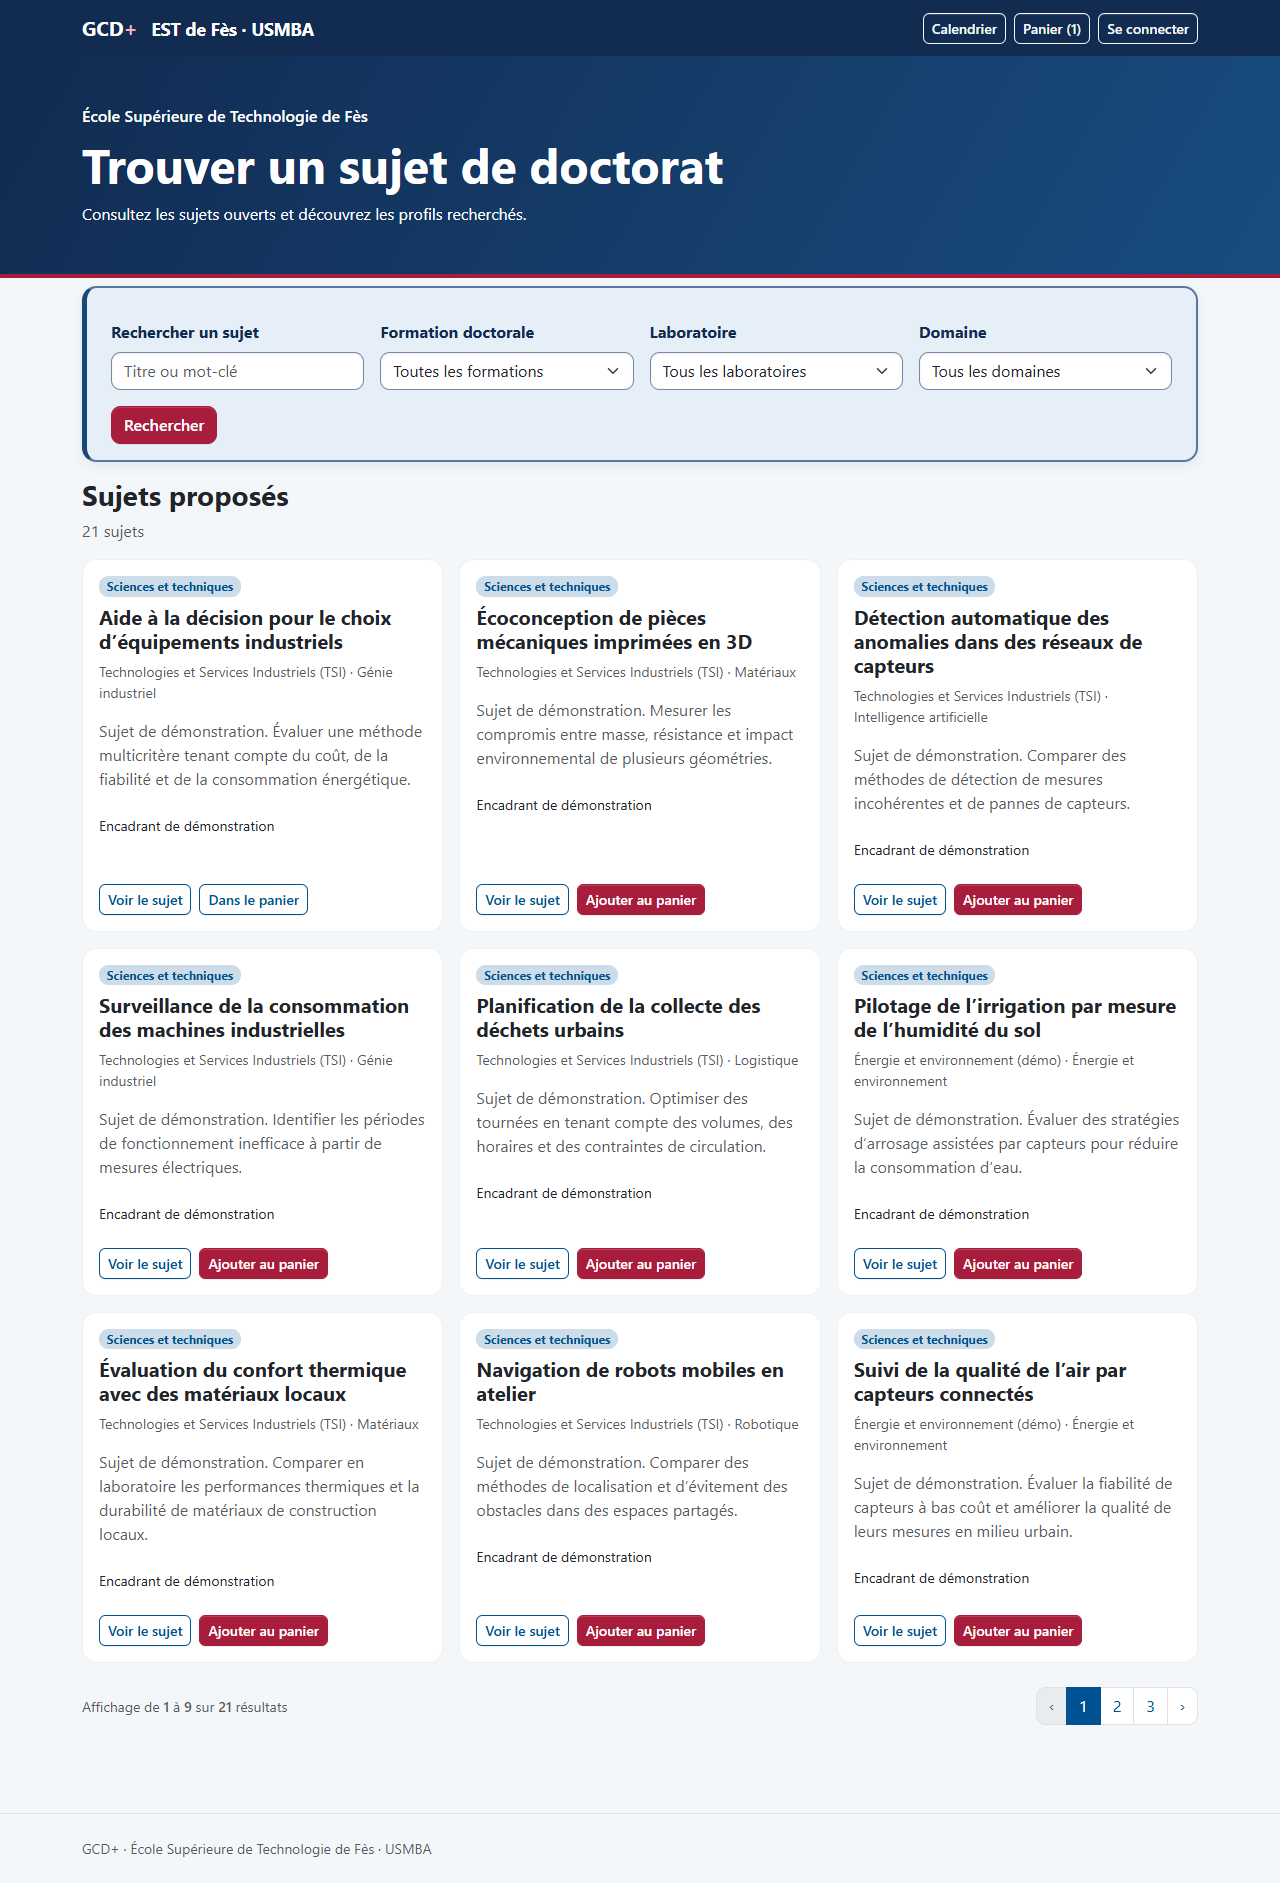 GCD+ EST de Fès · USMBA
Calendrier
Panier (1)
Se connecter
École Supérieure de Technologie de Fès
Trouver un sujet de doctorat
Consultez les sujets ouverts et découvrez les profils recherchés.
Rechercher un sujet
Titre ou mot-clé
Formation doctorale
Toutes les formations
Laboratoire
Tous les laboratoires
Domaine
Tous les domaines
Rechercher
Sujets proposés
21 sujets
Sciences et techniques
Aide à la décision pour le choix
d’équipements industriels
Technologies et Services Industriels (TSI) · Génie
industriel
Sujet de démonstration. Évaluer une méthode
multicritère tenant compte du coût, de la
fiabilité et de la consommation énergétique.
Encadrant de démonstration
Voir le sujet
Dans le panier
Sciences et techniques
Écoconception de pièces
mécaniques imprimées en 3D
Technologies et Services Industriels (TSI) · Matériaux
Sujet de démonstration. Mesurer les
compromis entre masse, résistance et impact
environnemental de plusieurs géométries.
Encadrant de démonstration
Voir le sujet
Ajouter au panier
Sciences et techniques
Détection automatique des
anomalies dans des réseaux de
capteurs
Technologies et Services Industriels (TSI) ·
Intelligence artificielle
Sujet de démonstration. Comparer des
méthodes de détection de mesures
incohérentes et de pannes de capteurs.
Encadrant de démonstration
Voir le sujet
Ajouter au panier
Sciences et techniques
Surveillance de la consommation
des machines industrielles
Technologies et Services Industriels (TSI) · Génie
industriel
Sujet de démonstration. Identifier les périodes
de fonctionnement inefficace à partir de
mesures électriques.
Encadrant de démonstration
Voir le sujet
Ajouter au panier
Sciences et techniques
Planification de la collecte des
déchets urbains
Technologies et Services Industriels (TSI) · Logistique
Sujet de démonstration. Optimiser des
tournées en tenant compte des volumes, des
horaires et des contraintes de circulation.
Encadrant de démonstration
Voir le sujet
Ajouter au panier
Sciences et techniques
Pilotage de l’irrigation par mesure
de l’humidité du sol
Énergie et environnement (démo) · Énergie et
environnement
Sujet de démonstration. Évaluer des stratégies
d’arrosage assistées par capteurs pour réduire
la consommation d’eau.
Encadrant de démonstration
Voir le sujet
Ajouter au panier
Sciences et techniques
Évaluation du confort thermique
avec des matériaux locaux
Technologies et Services Industriels (TSI) · Matériaux
Sujet de démonstration. Comparer en
laboratoire les performances thermiques et la
durabilité de matériaux de construction
locaux.
Encadrant de démonstration
Voir le sujet
Ajouter au panier
Sciences et techniques
Navigation de robots mobiles en
atelier
Technologies et Services Industriels (TSI) · Robotique
Sujet de démonstration. Comparer des
méthodes de localisation et d’évitement des
obstacles dans des espaces partagés.
Encadrant de démonstration
Voir le sujet
Ajouter au panier
Sciences et techniques
Suivi de la qualité de l’air par
capteurs connectés
Énergie et environnement (démo) · Énergie et
environnement
Sujet de démonstration. Évaluer la fiabilité de
capteurs à bas coût et améliorer la qualité de
leurs mesures en milieu urbain.
Encadrant de démonstration
Voir le sujet
Ajouter au panier
Affichage de 1 à 9 sur 21 résultats
‹ 1 2 3 ›
GCD+ · École Supérieure de Technologie de Fès · USMBA